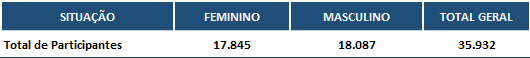 SITUAÇÃO FEMININO MASCULINO TOTAL GERAL
Total de Participantes 17.845 18.087 35.932